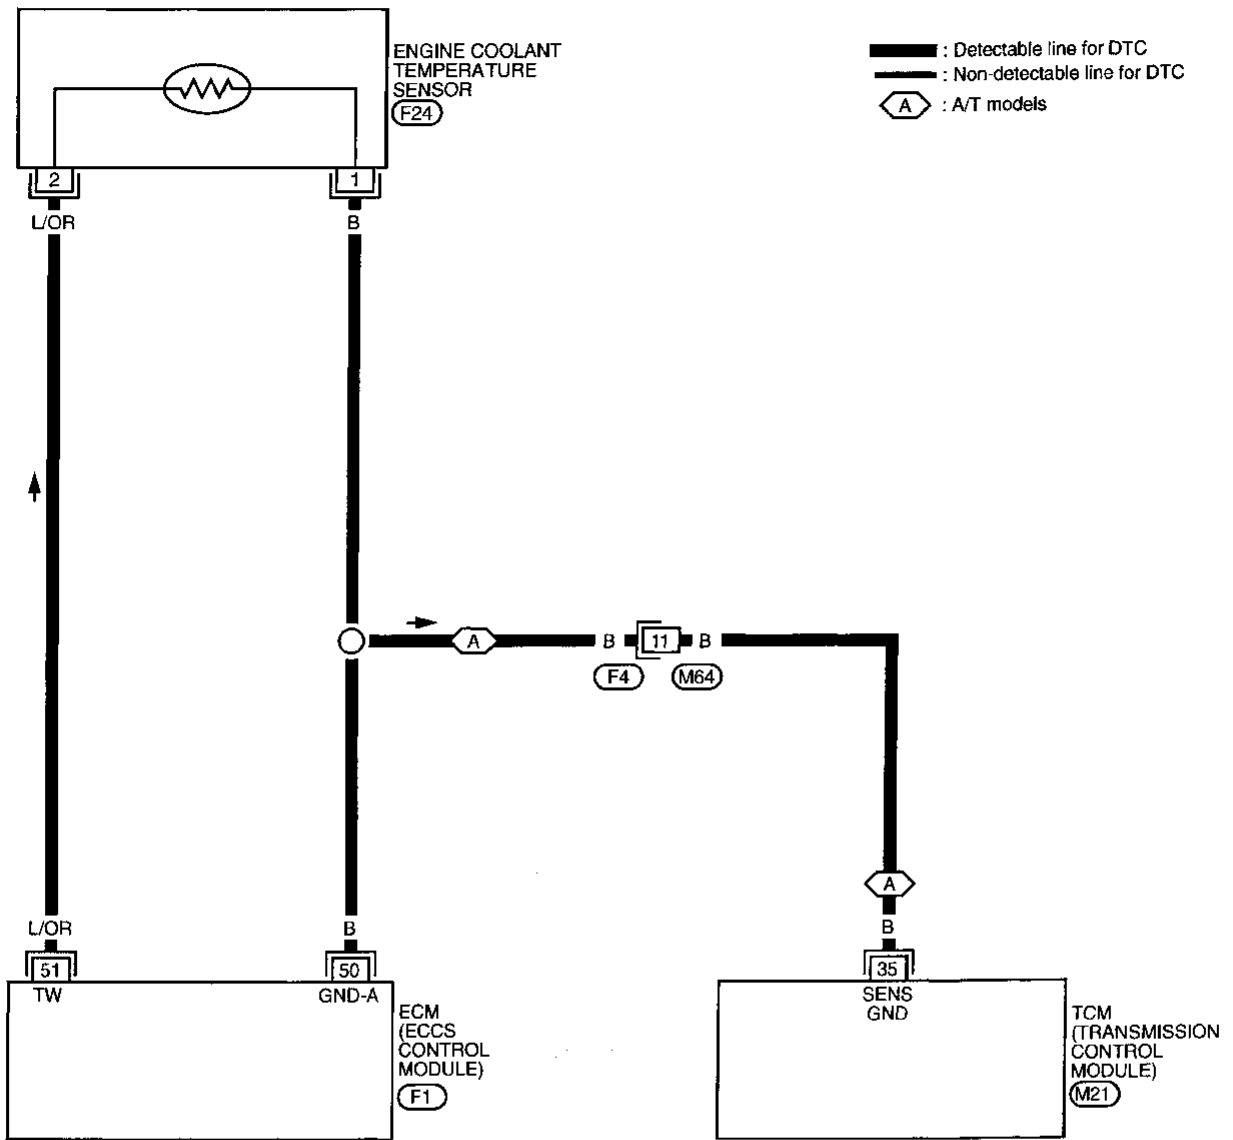 ENGINE COOLANT
TEMPERATURE
SENSOR
F24
: Detectable line for DTC
: Non-detectable line for DTC
A : A/T models
2 1
L/OR B
A B 11 B
F4 M64
A
L/OR B B
51 50 35
TW GND-A SENS
GND
ECM
(ECCS
CONTROL
MODULE)
F1
TCM
(TRANSMISSION
CONTROL
MODULE)
M21